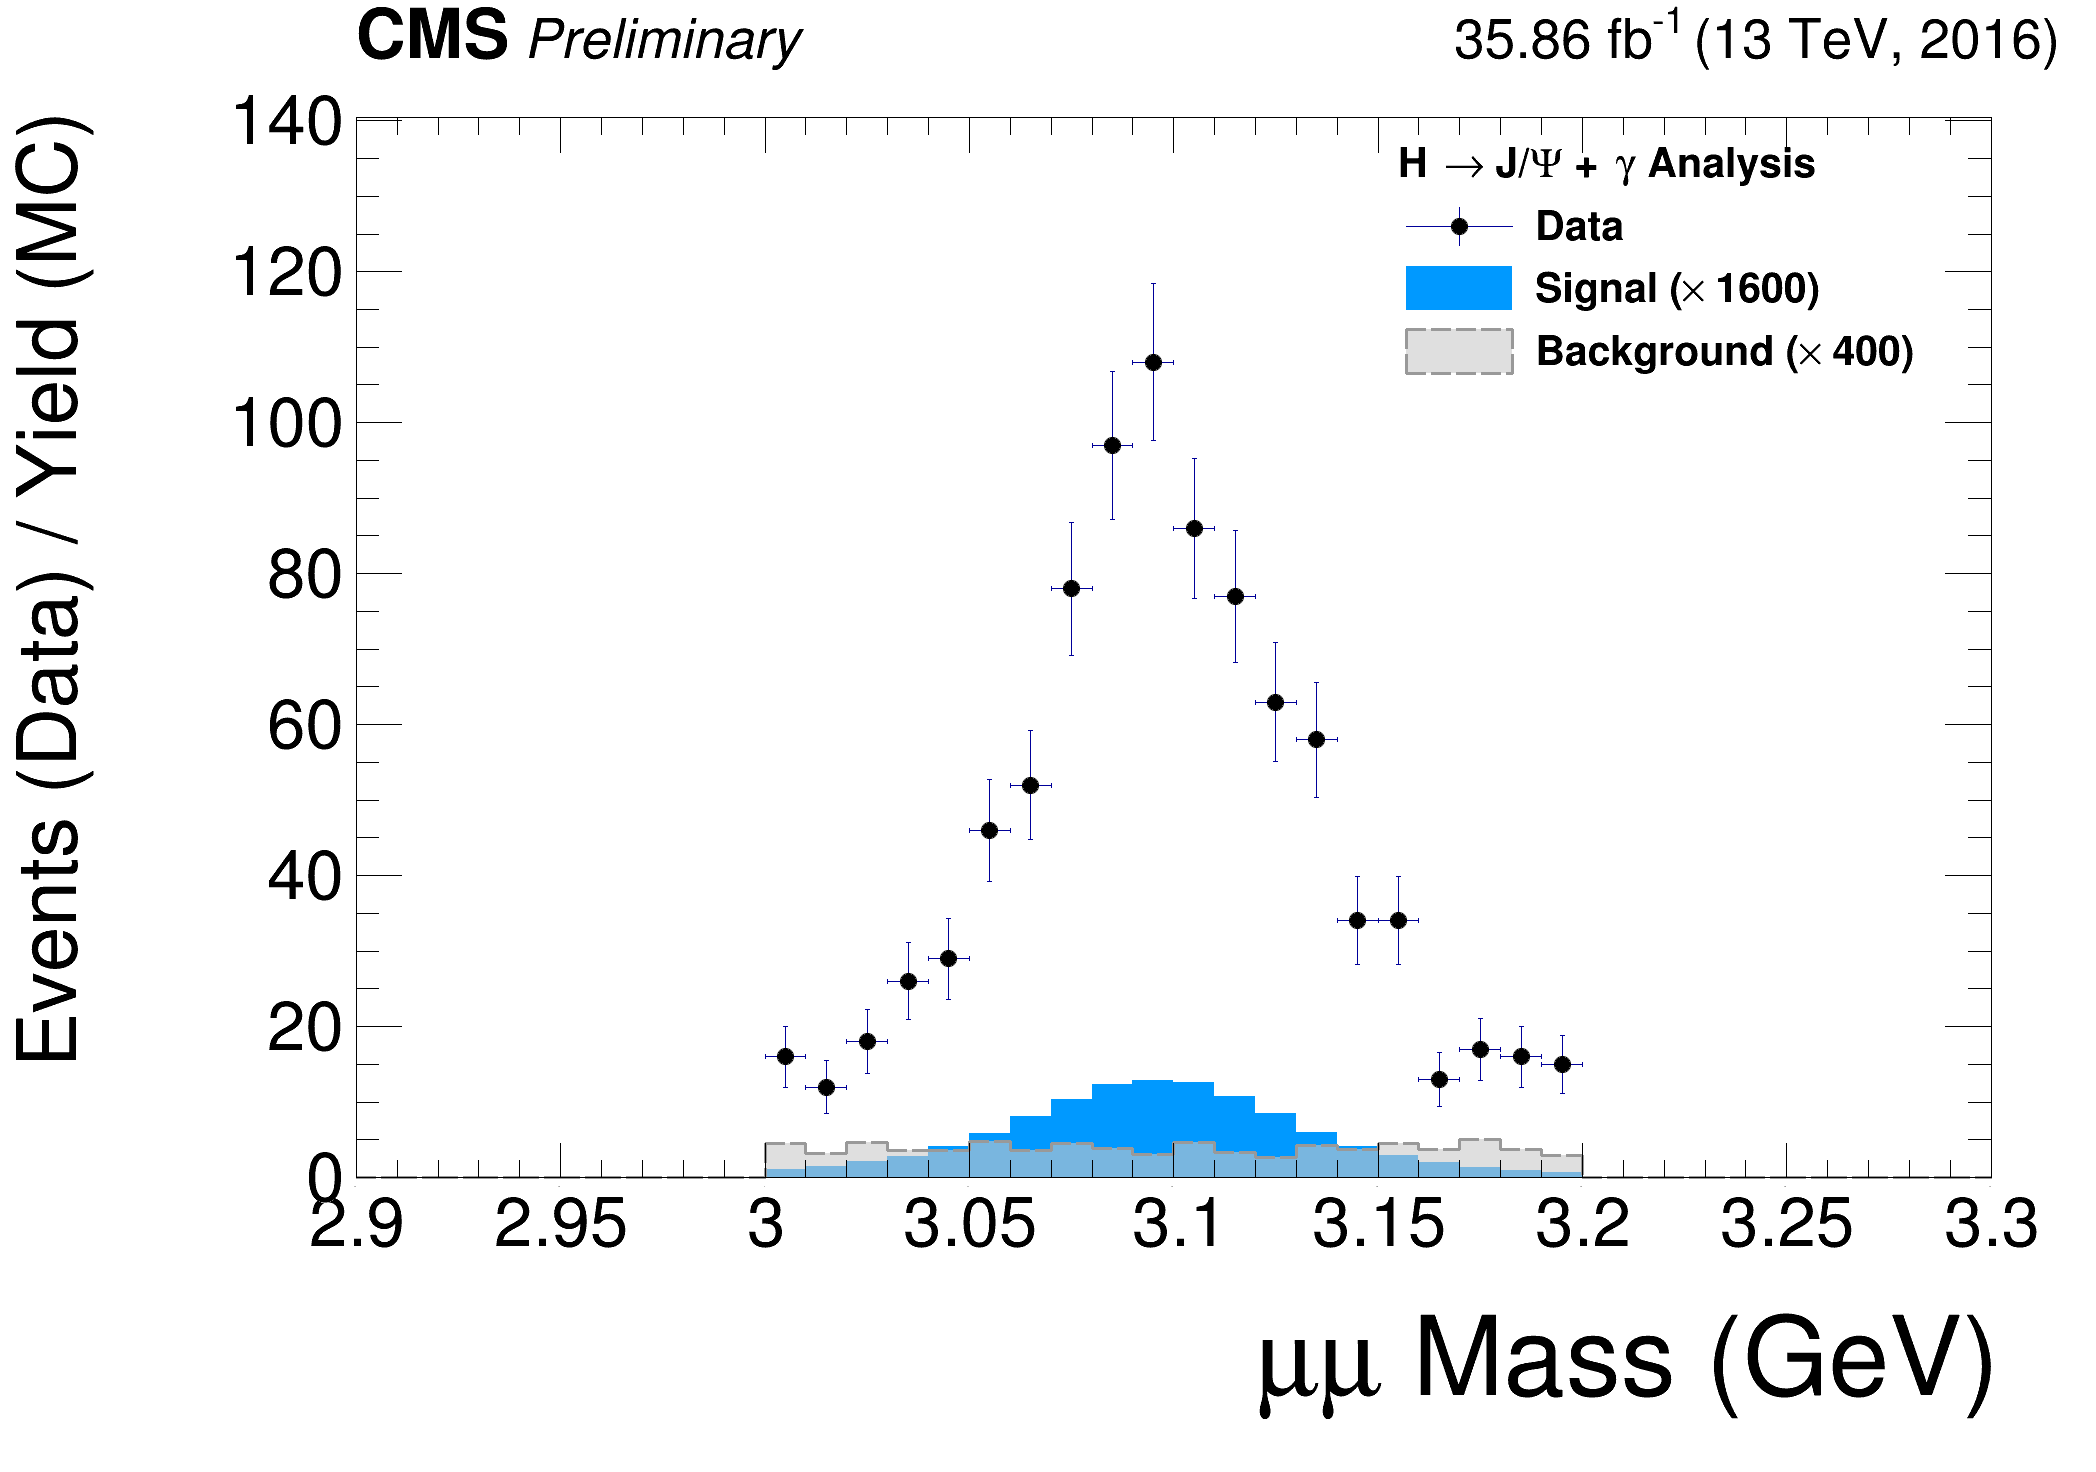 CMS Preliminary
35.86 fb⁻¹ (13 TeV, 2016)
Events (Data) / Yield (MC)
140
120
100
80
60
40
20
0
H → J/Ψ + γ Analysis
Data
Signal (× 1600)
Background (× 400)
2.9 2.95 3 3.05 3.1 3.15 3.2 3.25 3.3
μμ Mass (GeV)